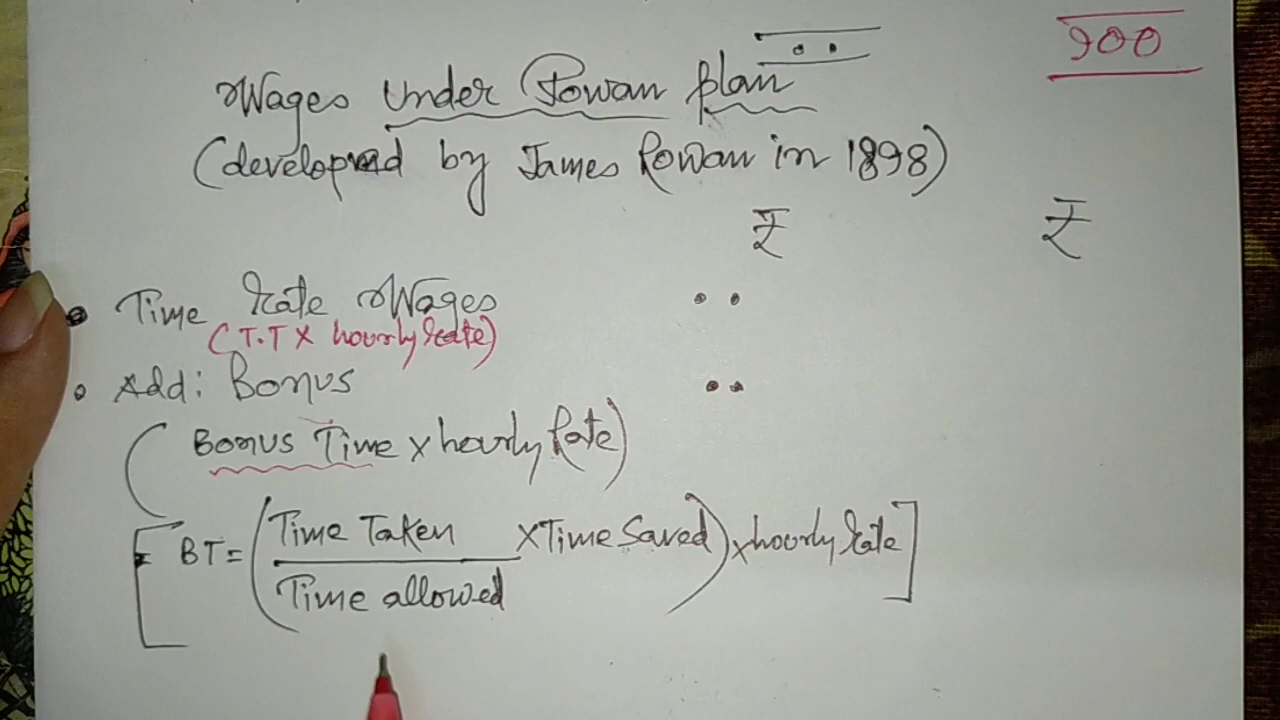 900
Wages Under Rowan plan
(developed by James Rowan in 1898)
₹ ₹
• Time Rate Wages ..
(T.T X hourly rate)
• Add: Bonus ..
(Bonus Time x hourly Rate)
[= BT = (Time Taken / Time allowed x Time Saved) x hourly rate]